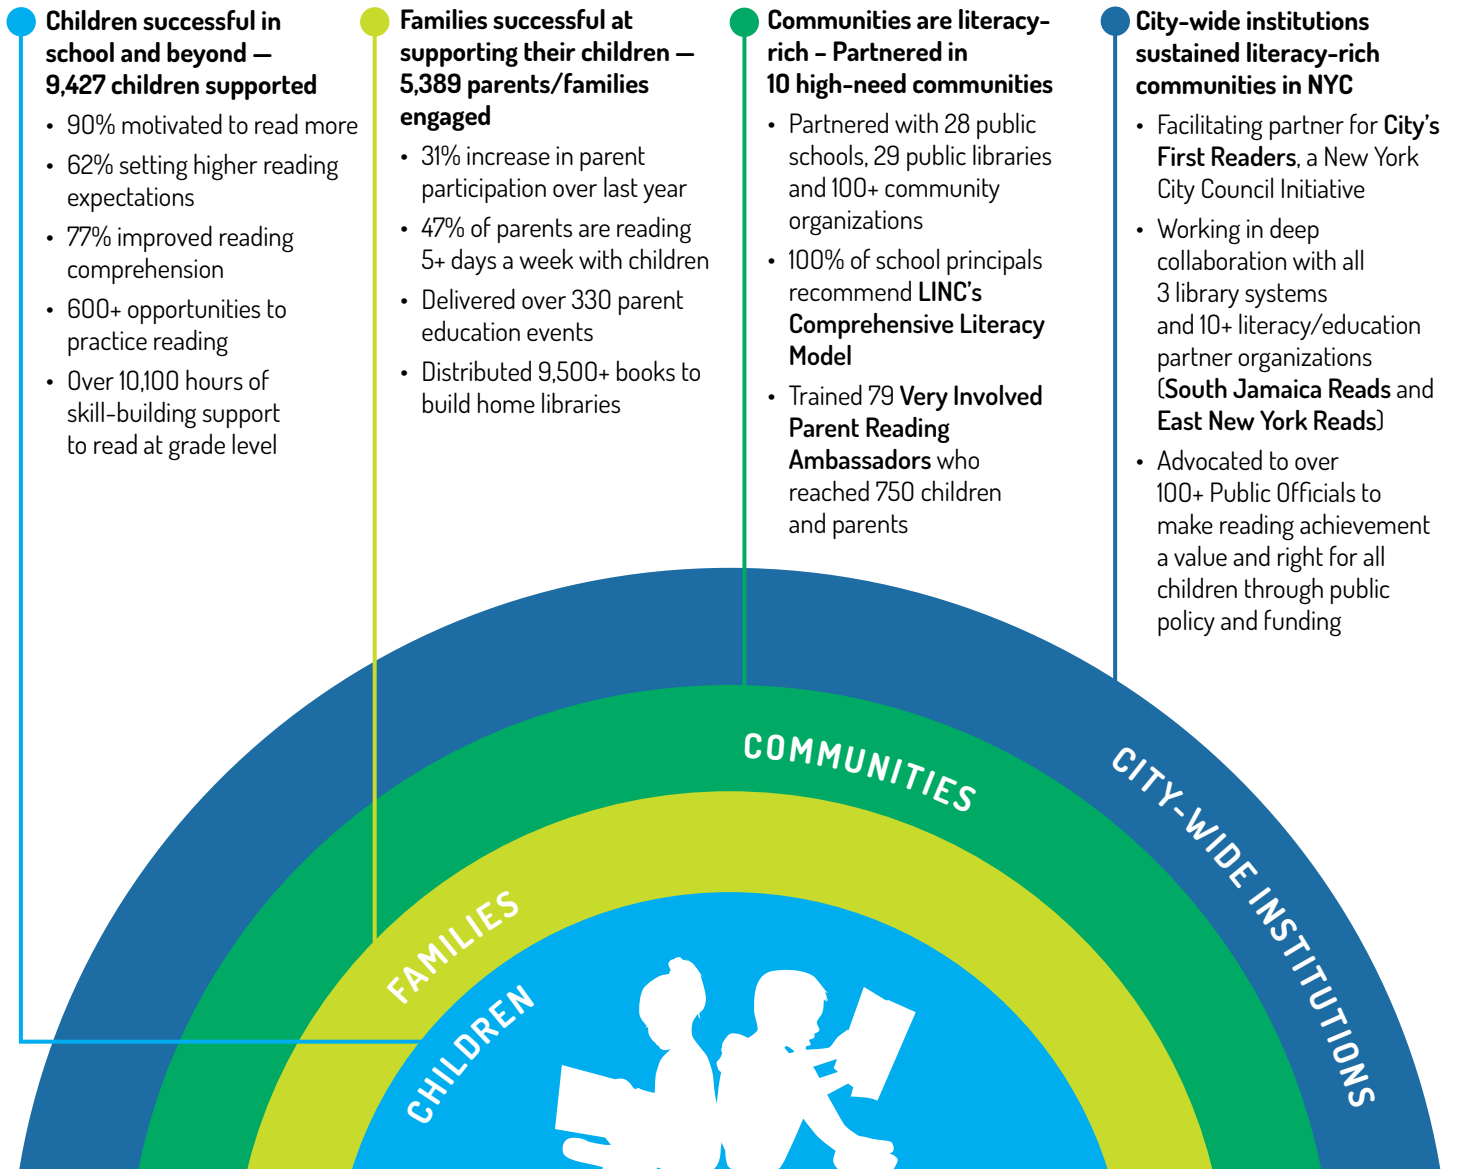 Children successful in
school and beyond —
9,427 children supported
• 90% motivated to read more
• 62% setting higher reading
expectations
• 77% improved reading
comprehension
• 600+ opportunities to
practice reading
• Over 10,100 hours of
skill-building support
to read at grade level
Families successful at
supporting their children —
5,389 parents/families
engaged
• 31% increase in parent
participation over last year
• 47% of parents are reading
5+ days a week with children
• Delivered over 330 parent
education events
• Distributed 9,500+ books to
build home libraries
Communities are literacy-
rich – Partnered in
10 high-need communities
• Partnered with 28 public
schools, 29 public libraries
and 100+ community
organizations
• 100% of school principals
recommend LINC's
Comprehensive Literacy
Model
• Trained 79 Very Involved
Parent Reading
Ambassadors who
reached 750 children
and parents
City-wide institutions
sustained literacy-rich
communities in NYC
• Facilitating partner for City's
First Readers, a New York
City Council Initiative
• Working in deep
collaboration with all
3 library systems
and 10+ literacy/education
partner organizations
(South Jamaica Reads and
East New York Reads)
• Advocated to over
100+ Public Officials to
make reading achievement
a value and right for all
children through public
policy and funding
COMMUNITIES
CITY-WIDE INSTITUTIONS
FAMILIES
CHILDREN